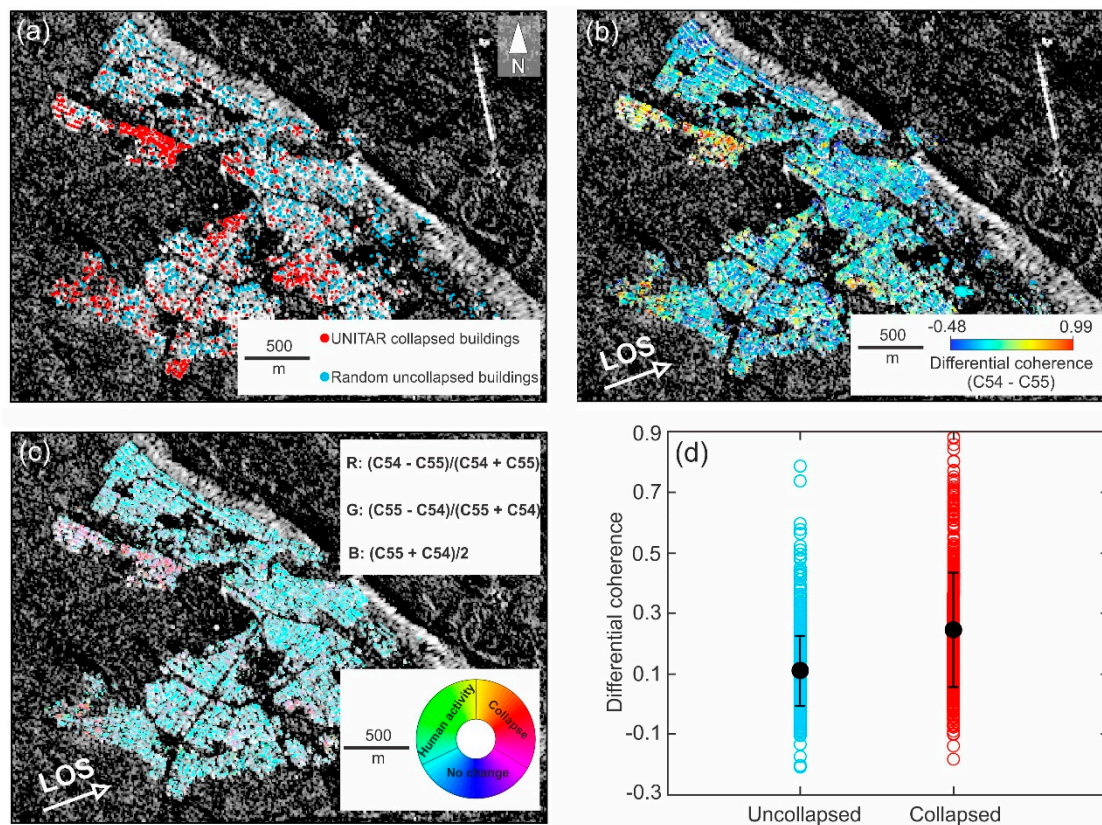 (a)
N
500
m
UNITAR collapsed buildings
Random uncollapsed buildings
(b)
LOS
500
m
-0.48 0.99
Differential coherence
(C54 - C55)
(c)
R: (C54 - C55)/(C54 + C55)
G: (C55 - C54)/(C55 + C54)
B: (C55 + C54)/2
LOS
500
m
Human activity
Collapse
No change
(d)
Differential coherence
0.9
0.7
0.5
0.3
0.1
-0.1
-0.3
Uncollapsed Collapsed